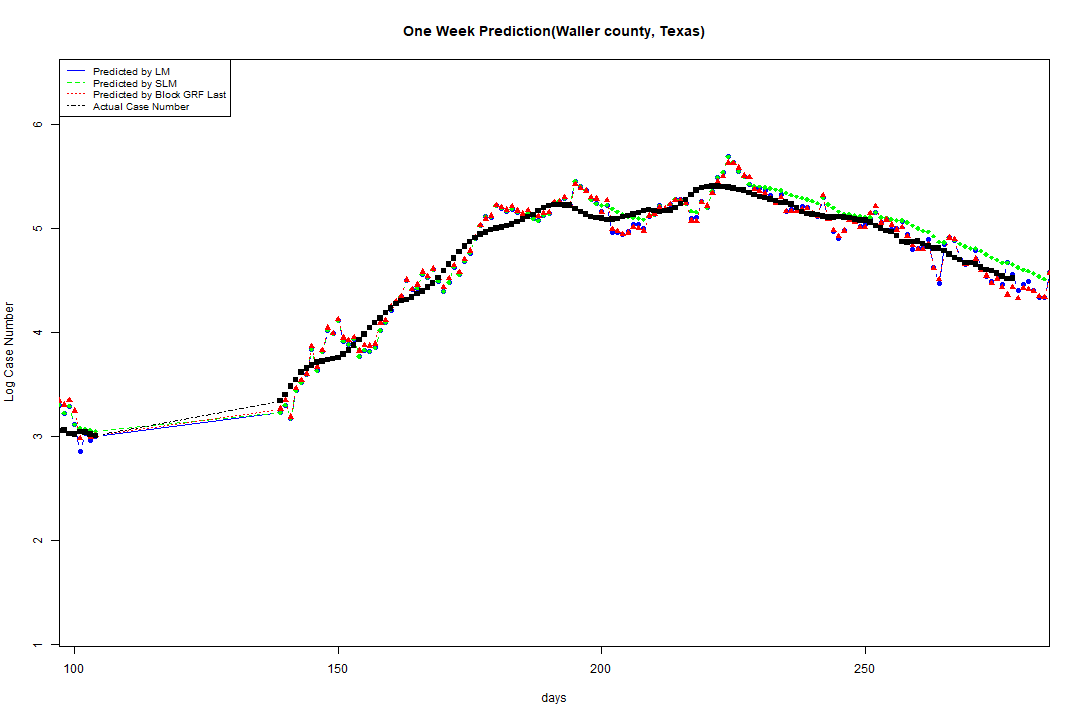 One Week Prediction(Waller county, Texas)
Predicted by LM
Predicted by SLM
Predicted by Block GRF Last
Actual Case Number
Log Case Number
6
5
4
3
2
1
100 150 200 250
days